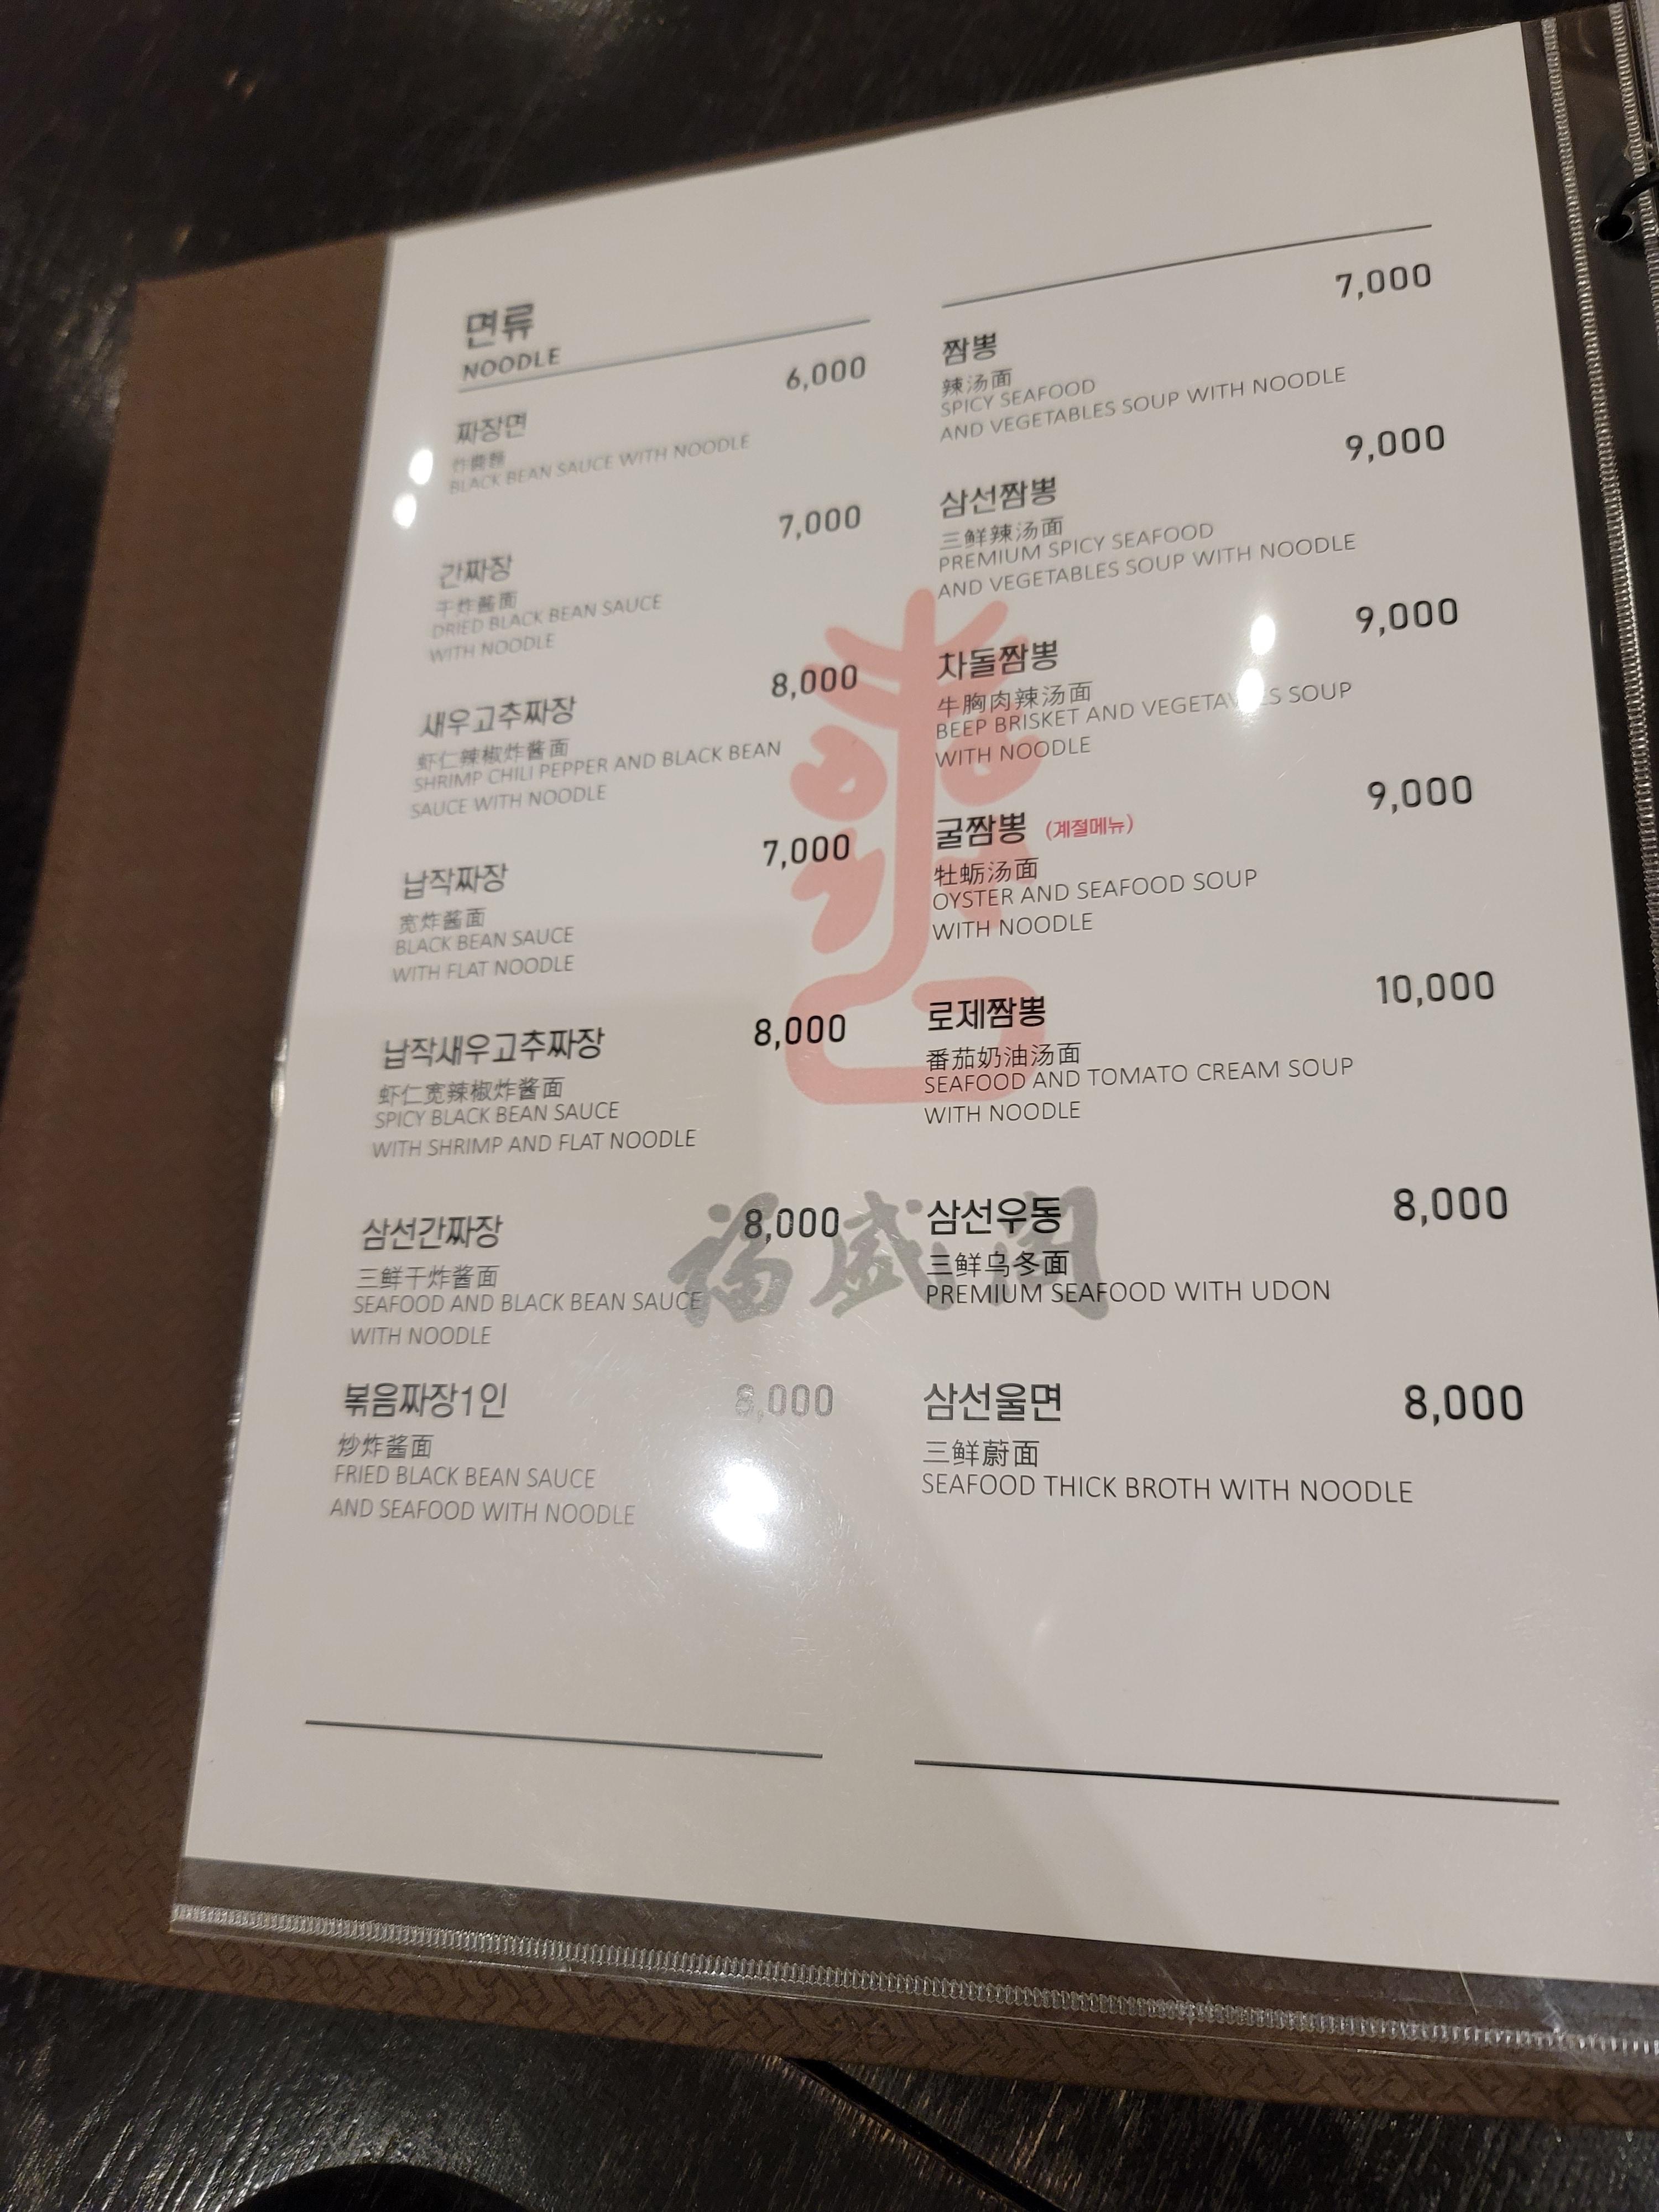 면류
NOODLE
6,000
짜장면
炸醬麵
BLACK BEAN SAUCE WITH NOODLE
7,000
간짜장
干炸酱面
DRIED BLACK BEAN SAUCE
WITH NOODLE
8,000
새우고추짜장
虾仁辣椒炸酱面
SHRIMP CHILI PEPPER AND BLACK BEAN
SAUCE WITH NOODLE
7,000
납작짜장
宽炸酱面
BLACK BEAN SAUCE
WITH FLAT NOODLE
납작새우고추짜장 8,000
虾仁宽辣椒炸酱面
SPICY BLACK BEAN SAUCE
WITH SHRIMP AND FLAT NOODLE
삼선간짜장 8,000
三鲜干炸酱面
SEAFOOD AND BLACK BEAN SAUCE
WITH NOODLE
볶음짜장1인 8,000
炒炸酱面
FRIED BLACK BEAN SAUCE
AND SEAFOOD WITH NOODLE
7,000
짬뽕
辣汤面
SPICY SEAFOOD
AND VEGETABLES SOUP WITH NOODLE
9,000
삼선짬뽕
三鲜辣汤面
PREMIUM SPICY SEAFOOD
AND VEGETABLES SOUP WITH NOODLE
9,000
차돌짬뽕
牛胸肉辣汤面
BEEP BRISKET AND SOUP
WITH NOODLE
9,000
굴짬뽕 (계절메뉴)
牡蛎汤面
OYSTER AND SEAFOOD SOUP
WITH NOODLE
로제짬뽕 10,000
番茄奶油汤面
SEAFOOD AND TOMATO CREAM SOUP
WITH NOODLE
삼선우동 8,000
三鲜乌冬面
PREMIUM SEAFOOD WITH UDON
삼선울면 8,000
三鲜蔚面
SEAFOOD THICK BROTH WITH NOODLE
福盛阁